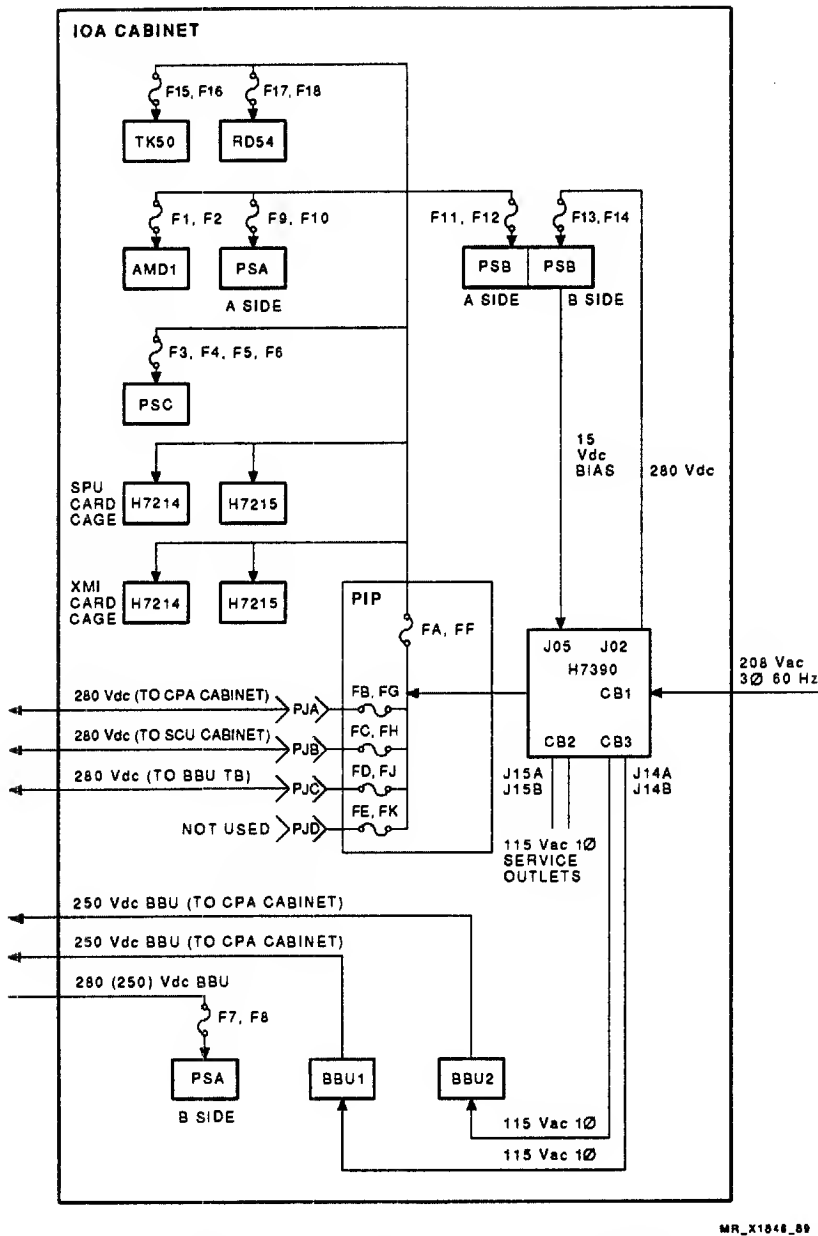 IOA CABINET
F15, F16
F17, F18
TK50
RD54
F1, F2
F9, F10
F11, F12
F13, F14
AMD1
PSA
PSB
PSB
A SIDE
A SIDE
B SIDE
F3, F4, F5, F6
PSC
15
Vdc
BIAS
280 Vdc
SPU
CARD
CAGE
H7214
H7215
XMI
CARD
CAGE
H7214
H7215
PIP
FA, FF
J05
J02
H7390
CB1
208 Vac
3Ø 60 Hz
280 Vdc (TO CPA CABINET)
PJA
FB, FG
280 Vdc (TO SCU CABINET)
PJB
FC, FH
CB2
CB3
280 Vdc (TO BBU TB)
PJC
FD, FJ
J15A
J15B
J14A
J14B
NOT USED
PJD
FE, FK
115 Vac 1Ø
SERVICE
OUTLETS
250 Vdc BBU (TO CPA CABINET)
250 Vdc BBU (TO CPA CABINET)
280 (250) Vdc BBU
F7, F8
PSA
BBU1
BBU2
B SIDE
115 Vac 1Ø
115 Vac 1Ø
MR_X1846_89